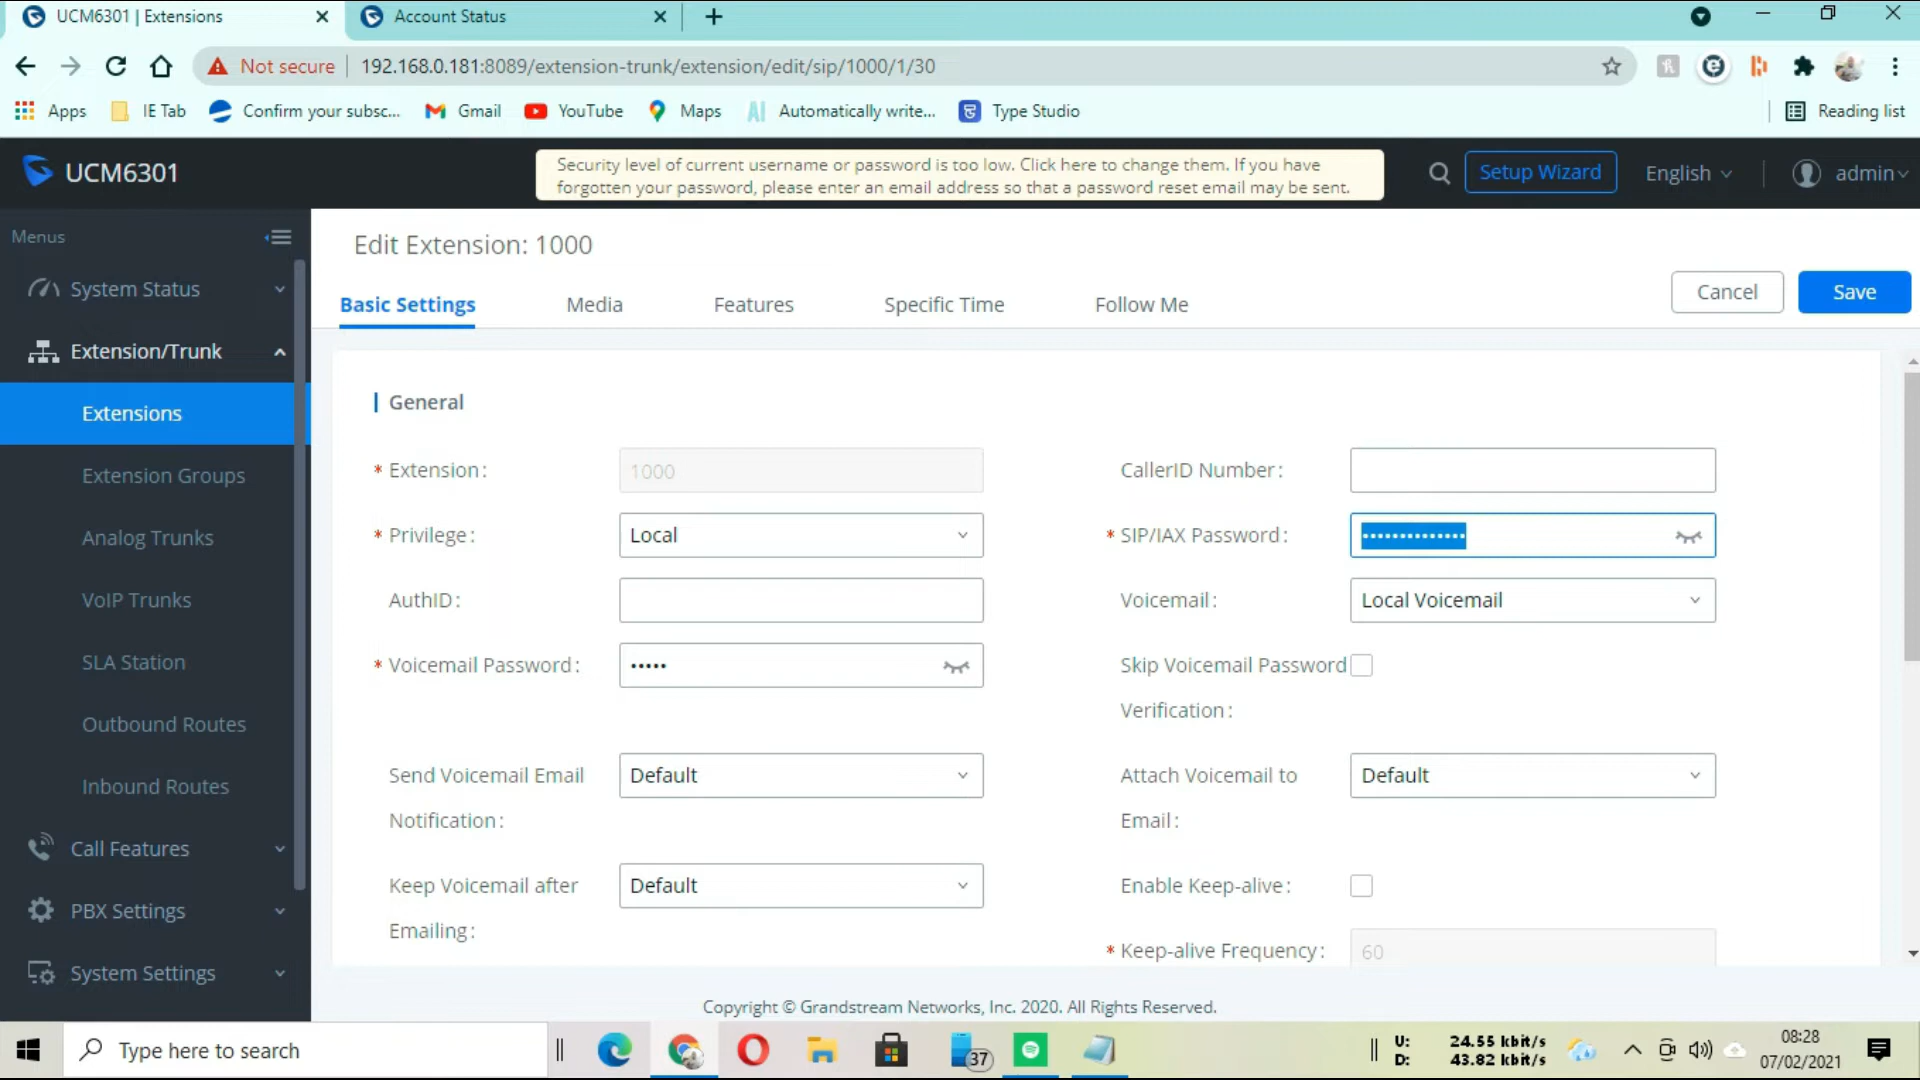 UCM6301 | Extensions
Account Status
Not secure
192.168.0.181:8089/extension-trunk/extension/edit/sip/1000/1/30
Apps
IE Tab
Confirm your subsc...
Gmail
YouTube
Maps
AI
Automatically write...
Type Studio
Reading list
UCM6301
Security level of current username or password is too low. Click here to change them. If you have
forgotten your password, please enter an email address so that a password reset email may be sent.
Setup Wizard
English
admin
Menus
System Status
Extension/Trunk
Extensions
Extension Groups
Analog Trunks
VoIP Trunks
SLA Station
Outbound Routes
Inbound Routes
Call Features
PBX Settings
System Settings
Edit Extension: 1000
Cancel
Save
Basic Settings
Media
Features
Specific Time
Follow Me
General
* Extension:
1000
CallerID Number:
* Privilege:
Local
* SIP/IAX Password:
••••••••••••••
AuthID:
Voicemail:
Local Voicemail
* Voicemail Password:
•••••
Skip Voicemail Password
Verification:
Send Voicemail Email
Notification:
Default
Attach Voicemail to
Email:
Default
Keep Voicemail after
Emailing:
Default
Enable Keep-alive:
* Keep-alive Frequency:
60
Copyright © Grandstream Networks, Inc. 2020. All Rights Reserved.
Type here to search
37
U: 24.55 kbit/s
D: 43.82 kbit/s
08:28
07/02/2021